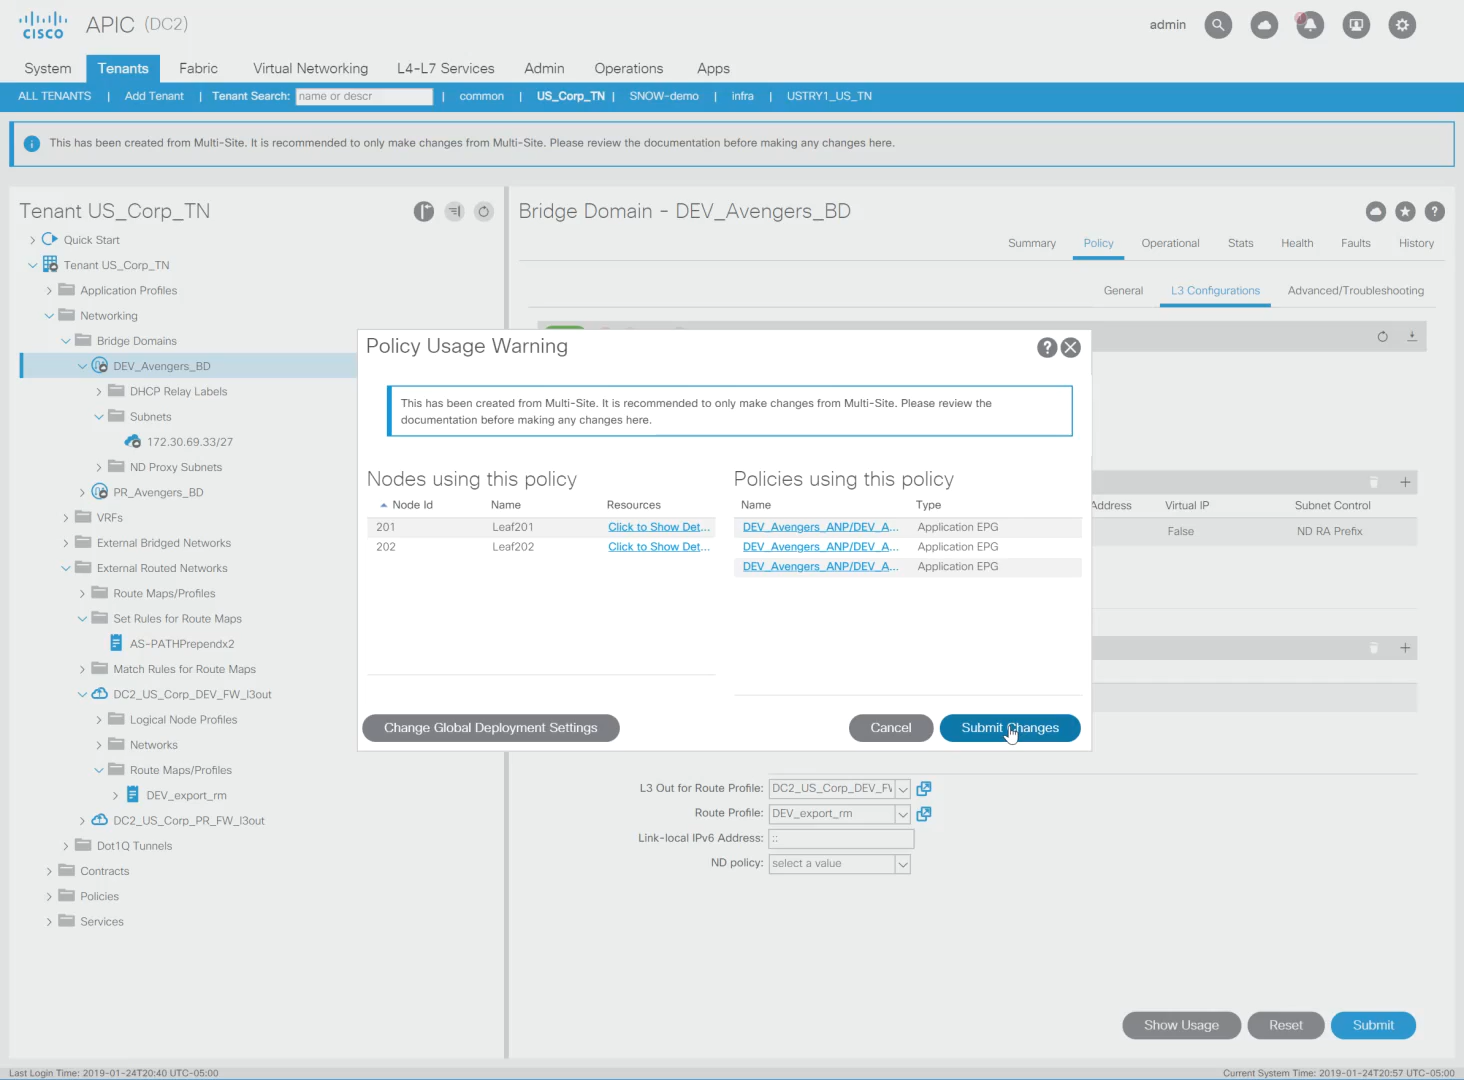 cisco APIC (DC2) admin
System Tenants Fabric Virtual Networking L4-L7 Services Admin Operations Apps
ALL TENANTS | Add Tenant | Tenant Search: name or descr | common | US_Corp_TN | SNOW-demo | infra | USTRY1_US_TN
This has been created from Multi-Site. It is recommended to only make changes from Multi-Site. Please review the documentation before making any changes here.
Tenant US_Corp_TN
Quick Start
Tenant US_Corp_TN
Application Profiles
Networking
Bridge Domains
DEV_Avengers_BD
DHCP Relay Labels
Subnets
172.30.69.33/27
ND Proxy Subnets
PR_Avengers_BD
VRFs
External Bridged Networks
External Routed Networks
Route Maps/Profiles
Set Rules for Route Maps
AS-PATHPrependx2
Match Rules for Route Maps
DC2_US_Corp_DEV_FW_l3out
Logical Node Profiles
Networks
Route Maps/Profiles
DEV_export_rm
DC2_US_Corp_PR_FW_l3out
Dot1Q Tunnels
Contracts
Policies
Services
Bridge Domain - DEV_Avengers_BD
Summary Policy Operational Stats Health Faults History
General L3 Configurations Advanced/Troubleshooting
Address Virtual IP Subnet Control
False ND RA Prefix
Policy Usage Warning
This has been created from Multi-Site. It is recommended to only make changes from Multi-Site. Please review the
documentation before making any changes here.
Nodes using this policy
Node Id Name Resources
201 Leaf201 Click to Show Det...
202 Leaf202 Click to Show Det...
Policies using this policy
Name Type
DEV_Avengers_ANP/DEV_A... Application EPG
DEV_Avengers_ANP/DEV_A... Application EPG
DEV_Avengers_ANP/DEV_A... Application EPG
Change Global Deployment Settings Cancel Submit Changes
L3 Out for Route Profile: DC2_US_Corp_DEV_FW
Route Profile: DEV_export_rm
Link-local IPv6 Address: ::
ND policy: select a value
Show Usage Reset Submit
Last Login Time: 2019-01-24T20:40 UTC-05:00 Current System Time: 2019-01-24T20:57 UTC-05:00